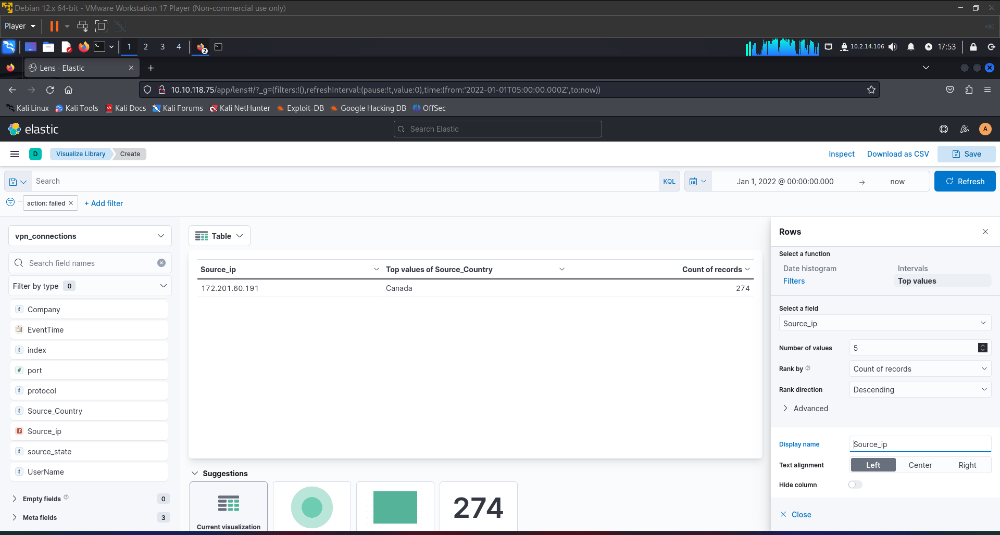 Debian 12.x 64-bit - VMware Workstation 17 Player (Non-commercial use only)
Player
1 2 3 4 2 10.2.14.106 17:53
Lens - Elastic
10.10.118.75/app/lens#/?_g=(filters:!(),refreshInterval:(pause:!t,value:0),time:(from:'2022-01-01T05:00:00.000Z',to:now))
Kali Linux Kali Tools Kali Docs Kali Forums Kali NetHunter Exploit-DB Google Hacking DB OffSec
elastic Search Elastic A
D Visualize Library Create Inspect Download as CSV Save
Search KQL Jan 1, 2022 @ 00:00:00.000 → now Refresh
action: failed × + Add filter
vpn_connections
Search field names
Filter by type 0
t Company
EventTime
t index
# port
t protocol
t Source_Country
IP Source_ip
t source_state
t UserName
Empty fields 0
Meta fields 3
Table
Source_ip Top values of Source_Country Count of records
172.201.60.191 Canada 274
Suggestions
Current visualization
274
Rows
Select a function
Date histogram Intervals
Filters Top values
Select a field
Source_ip
Number of values 5
Rank by Count of records
Rank direction Descending
Advanced
Display name Source_ip
Text alignment Left Center Right
Hide column
Close